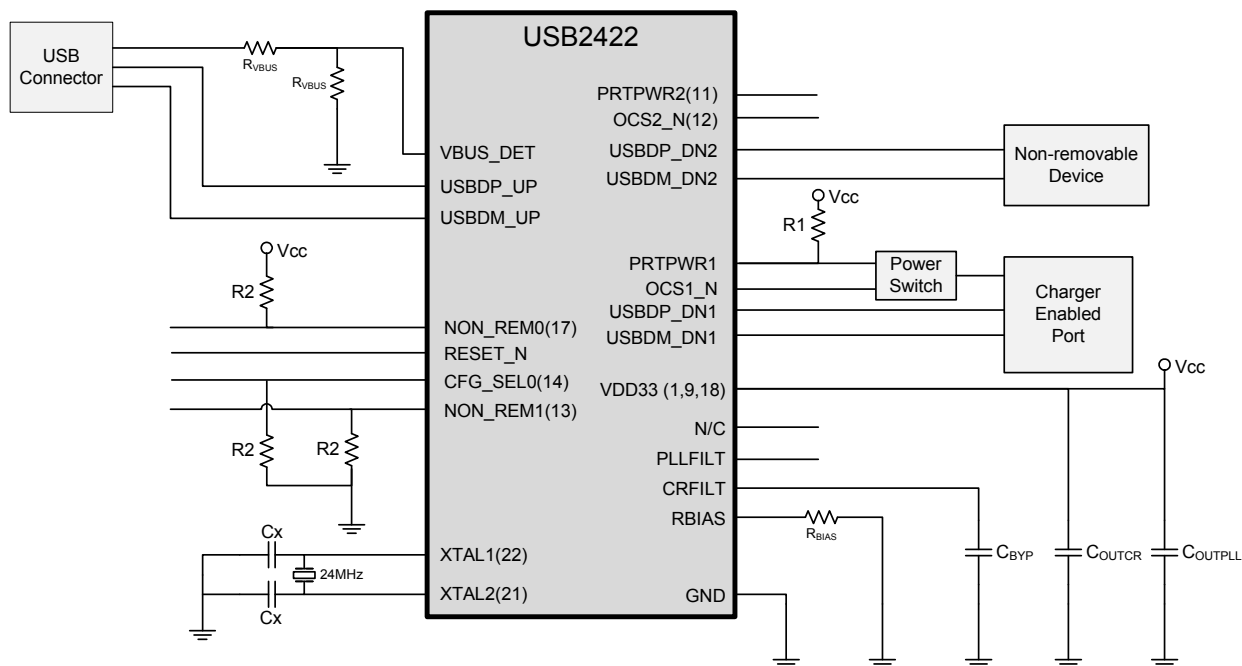 USB2422
USB
Connector
RVBUS
RVBUS
VBUS_DET
USBDP_UP
USBDM_UP
Vcc
R2
NON_REM0(17)
RESET_N
CFG_SEL0(14)
NON_REM1(13)
R2
R2
Cx
24MHz
Cx
XTAL1(22)
XTAL2(21)
PRTPWR2(11)
OCS2_N(12)
USBDP_DN2
USBDM_DN2
Non-removable
Device
Vcc
R1
PRTPWR1
OCS1_N
USBDP_DN1
USBDM_DN1
Power
Switch
Charger
Enabled
Port
VDD33 (1,9,18)
Vcc
N/C
PLLFILT
CRFILT
RBIAS
RBIAS
CBYP
COUTCR
COUTPLL
GND